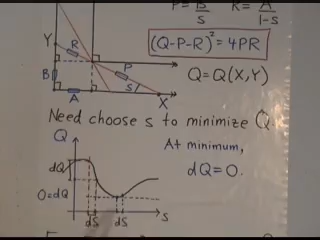 P = B/s   R = A/1-s
(Q-P-R)² = 4PR
Q = Q(X,Y)
Y
R
P
B
s
A
X
Need choose s to minimize Q.
Q
At minimum,
dQ = 0.
dQ
0=dQ
ds ds s